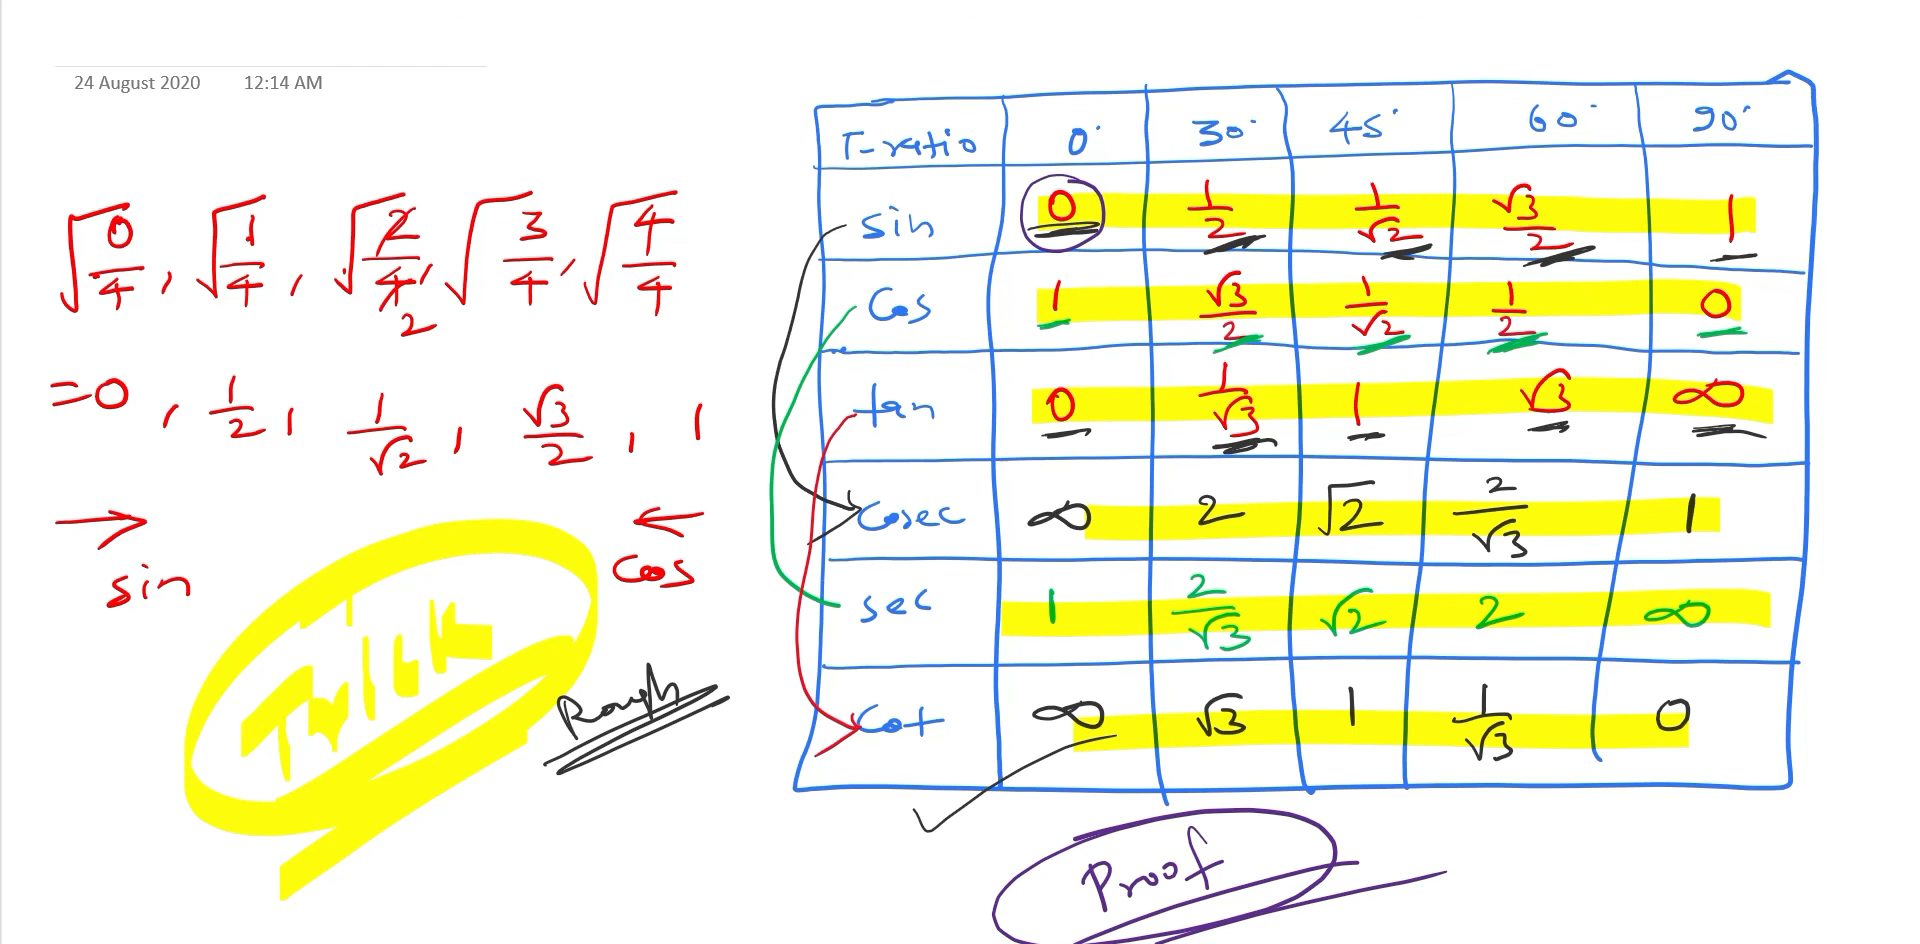 24 August 2020 12:14 AM
√0/4, √1/4, √2/4, √3/4, √4/4
2
=0, 1/2, 1/√2, √3/2, 1
→ ←
sin Cos
Trick
Rough
T-ratio 0° 30° 45° 60° 90°
sin 0 1/2 1/√2 √3/2 1
Cos 1 √3/2 1/√2 1/2 0
tan 0 1/√3 1 √3 ∞
Cosec ∞ 2 √2 2/√3 1
sec 1 2/√3 √2 2 ∞
Cot ∞ √3 1 1/√3 0
Proof